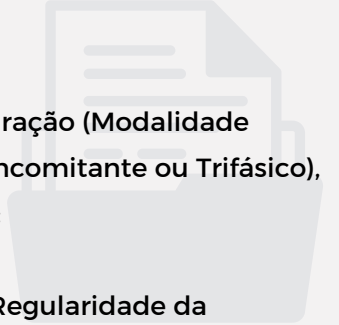 ração (Modalidade
ncomitante ou Trifásico),
Regularidade da